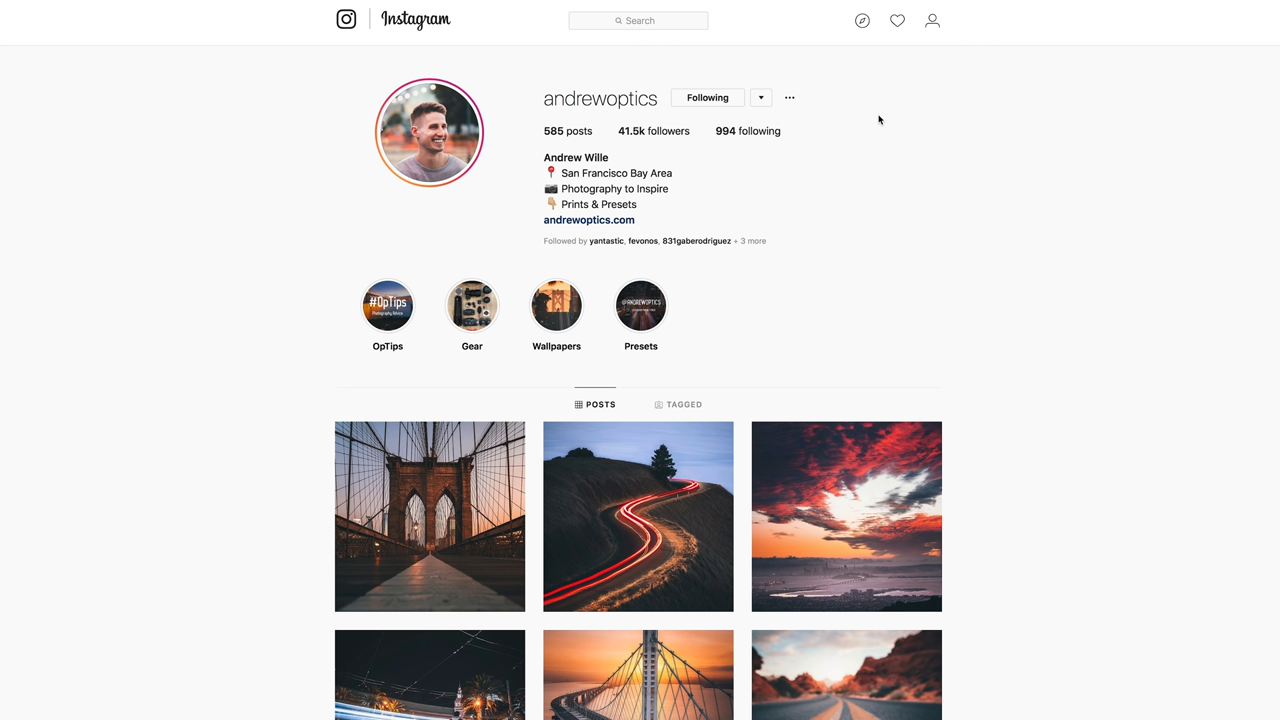 Instagram
Search
andrewoptics
Following
585 posts 41.5k followers 994 following
Andrew Wille
San Francisco Bay Area
Photography to Inspire
Prints & Presets
andrewoptics.com
Followed by yantastic, fevonos, 831gaberodriguez + 3 more
#OpTips
Photography Advice
@ANDREWOPTICS
OpTips Gear Wallpapers Presets
POSTS TAGGED